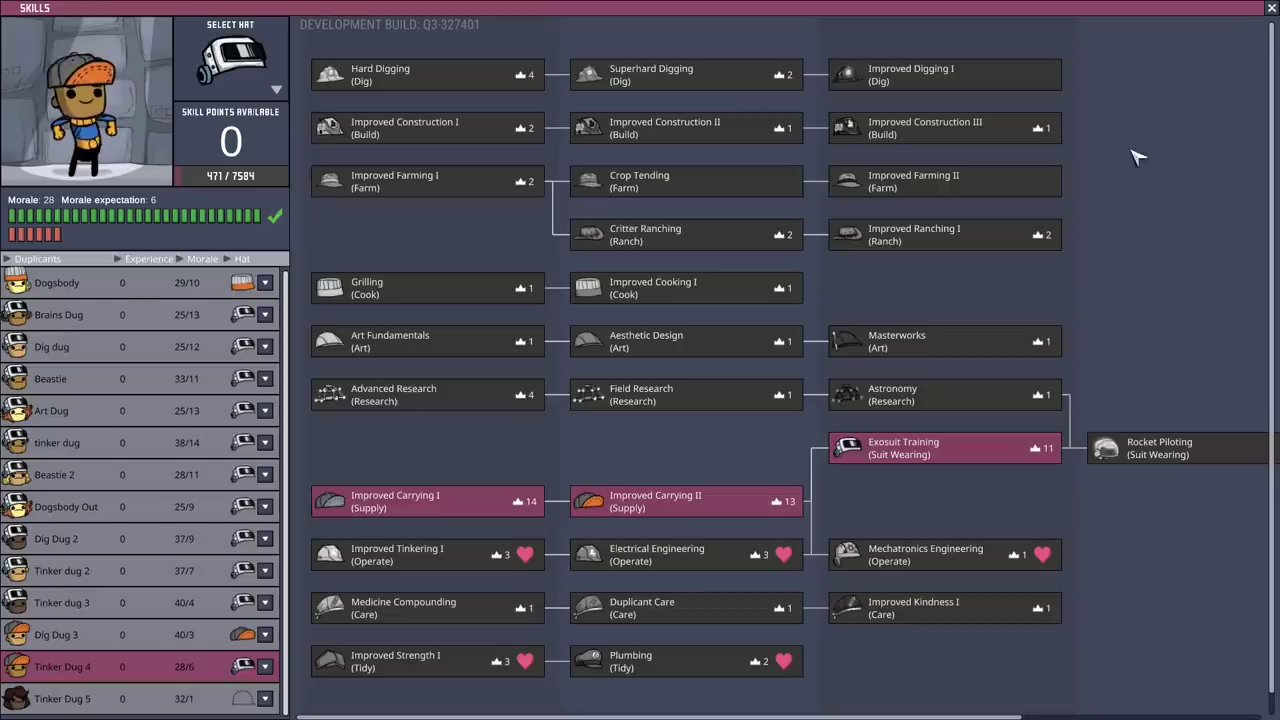 SKILLS
DEVELOPMENT BUILD: Q3-327401
SELECT HAT
SKILL POINTS AVAILABLE
0
471 / 7584
Morale: 28 Morale expectation: 6
Duplicants Experience Morale Hat
Dogsbody 0 29/10
Brains Dug 0 25/13
Dig dug 0 25/12
Beastie 0 33/11
Art Dug 0 25/13
tinker dug 0 38/14
Beastie 2 0 28/11
Dogsbody Out 0 25/9
Dig Dug 2 0 37/9
Tinker dug 2 0 37/7
Tinker dug 3 0 40/4
Dig Dug 3 0 40/3
Tinker Dug 4 0 28/6
Tinker Dug 5 0 32/1
Hard Digging
(Dig)
4
Superhard Digging
(Dig)
2
Improved Digging I
(Dig)
Improved Construction I
(Build)
2
Improved Construction II
(Build)
1
Improved Construction III
(Build)
1
Improved Farming I
(Farm)
2
Crop Tending
(Farm)
Improved Farming II
(Farm)
Critter Ranching
(Ranch)
2
Improved Ranching I
(Ranch)
2
Grilling
(Cook)
1
Improved Cooking I
(Cook)
1
Art Fundamentals
(Art)
1
Aesthetic Design
(Art)
1
Masterworks
(Art)
1
Advanced Research
(Research)
4
Field Research
(Research)
1
Astronomy
(Research)
1
Exosuit Training
(Suit Wearing)
11
Rocket Piloting
(Suit Wearing)
Improved Carrying I
(Supply)
14
Improved Carrying II
(Supply)
13
Improved Tinkering I
(Operate)
3
Electrical Engineering
(Operate)
3
Mechatronics Engineering
(Operate)
1
Medicine Compounding
(Care)
1
Duplicant Care
(Care)
1
Improved Kindness I
(Care)
1
Improved Strength I
(Tidy)
3
Plumbing
(Tidy)
2